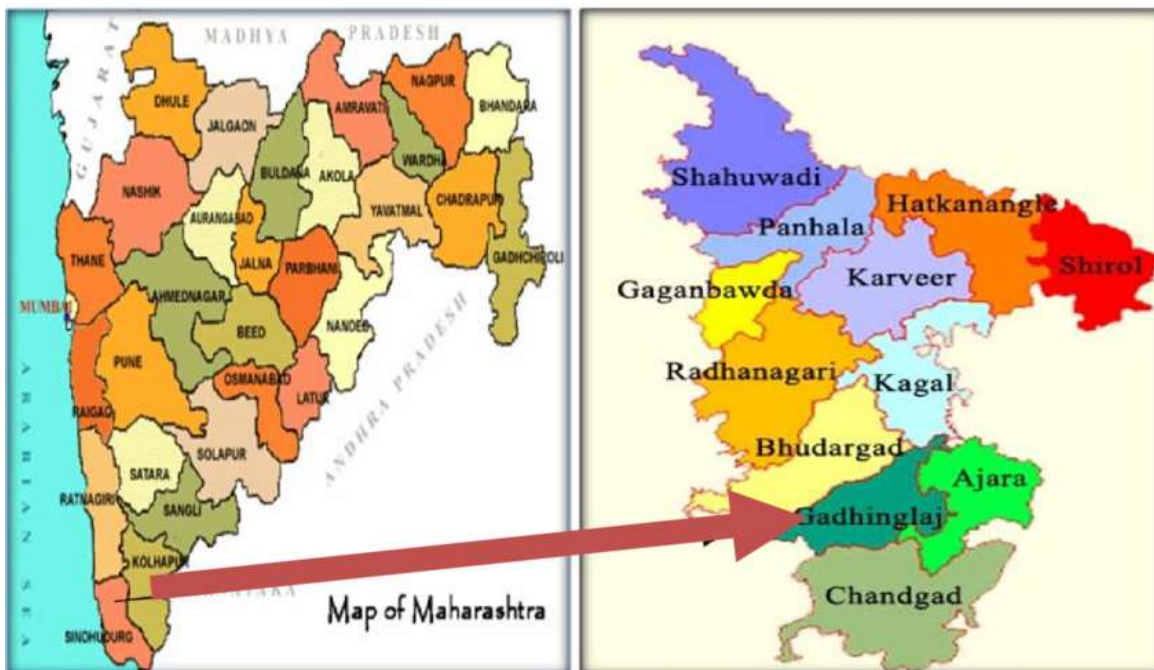 MADHYA PRADESH
GUJARAT
DHULE
JALGAON
AMRAVATI
NAGPUR
BHANDARA
BULDANA
AKOLA
WARDHA
NASHIK
AURANGABAD
YAVATMAL
CHADRAPUR
GADHCHIROLI
THANE
JALNA
PARBHANI
AHMEDNAGAR
MUMBAI
BEED
NANDED
PUNE
OSMANABAD
LATUR
RAIGAD
ANDHRA PRADESH
ARABIAN SEA
SATARA
SOLAPUR
RATNAGIRI
SANGLI
KOLHAPUR
SINDHUDURG
Map of Maharashtra
Shahuwadi
Panhala
Hatkanangle
Shirol
Gaganbawda
Karveer
Radhanagari
Kagal
Bhudargad
Ajara
Gadhinglaj
Chandgad